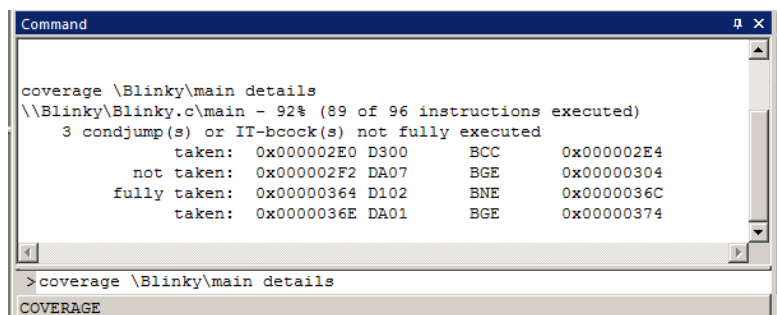 Command
coverage \Blinky\main details
\\Blinky\Blinky.c\main - 92% (89 of 96 instructions executed)
3 condjump(s) or IT-bcock(s) not fully executed
taken: 0x000002E0 D300 BCC 0x000002E4
not taken: 0x000002F2 DA07 BGE 0x00000304
fully taken: 0x00000364 D102 BNE 0x0000036C
taken: 0x0000036E DA01 BGE 0x00000374
>coverage \Blinky\main details
COVERAGE